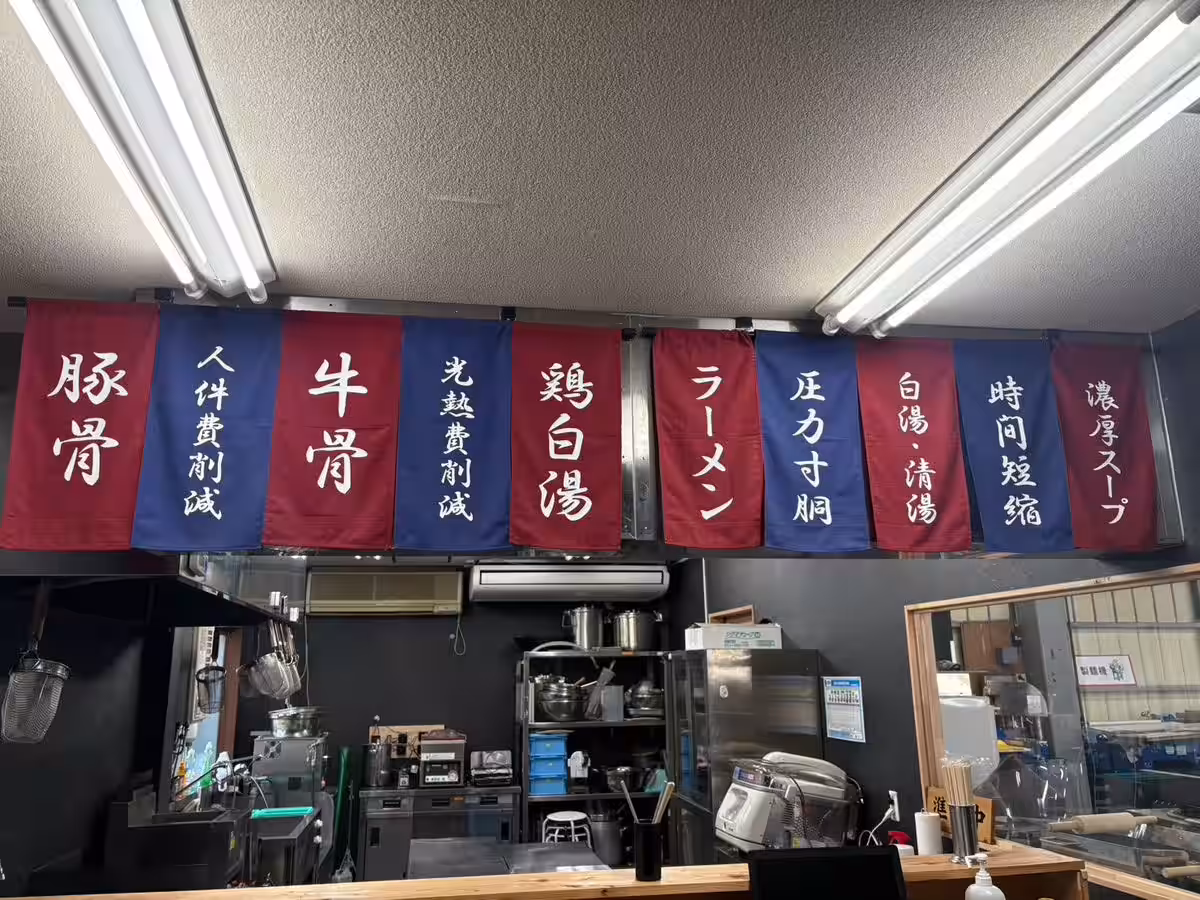 豚骨
人件費削減
牛骨
光熱費削減
鶏白湯
ラーメン
圧力寸胴
白湯・清湯
時間短縮
濃厚スープ
製麺機